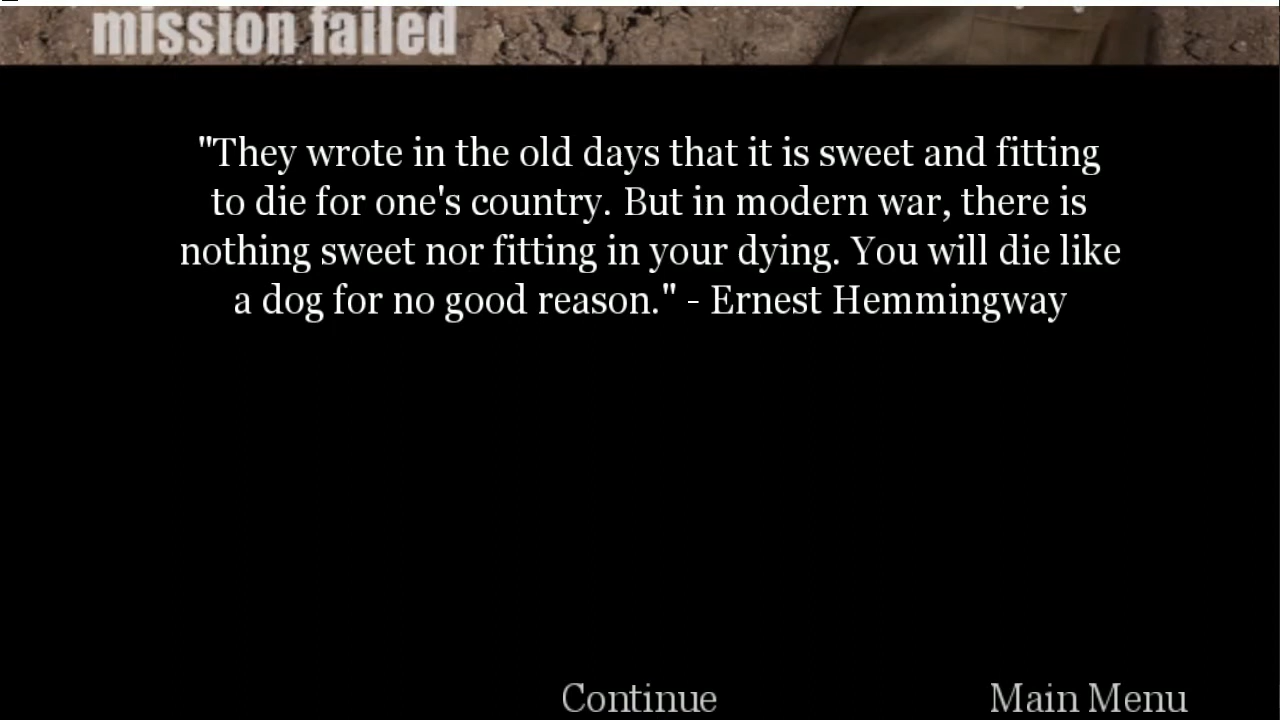 mission failed
"They wrote in the old days that it is sweet and fitting
to die for one's country. But in modern war, there is
nothing sweet nor fitting in your dying. You will die like
a dog for no good reason." - Ernest Hemmingway
Continue
Main Menu